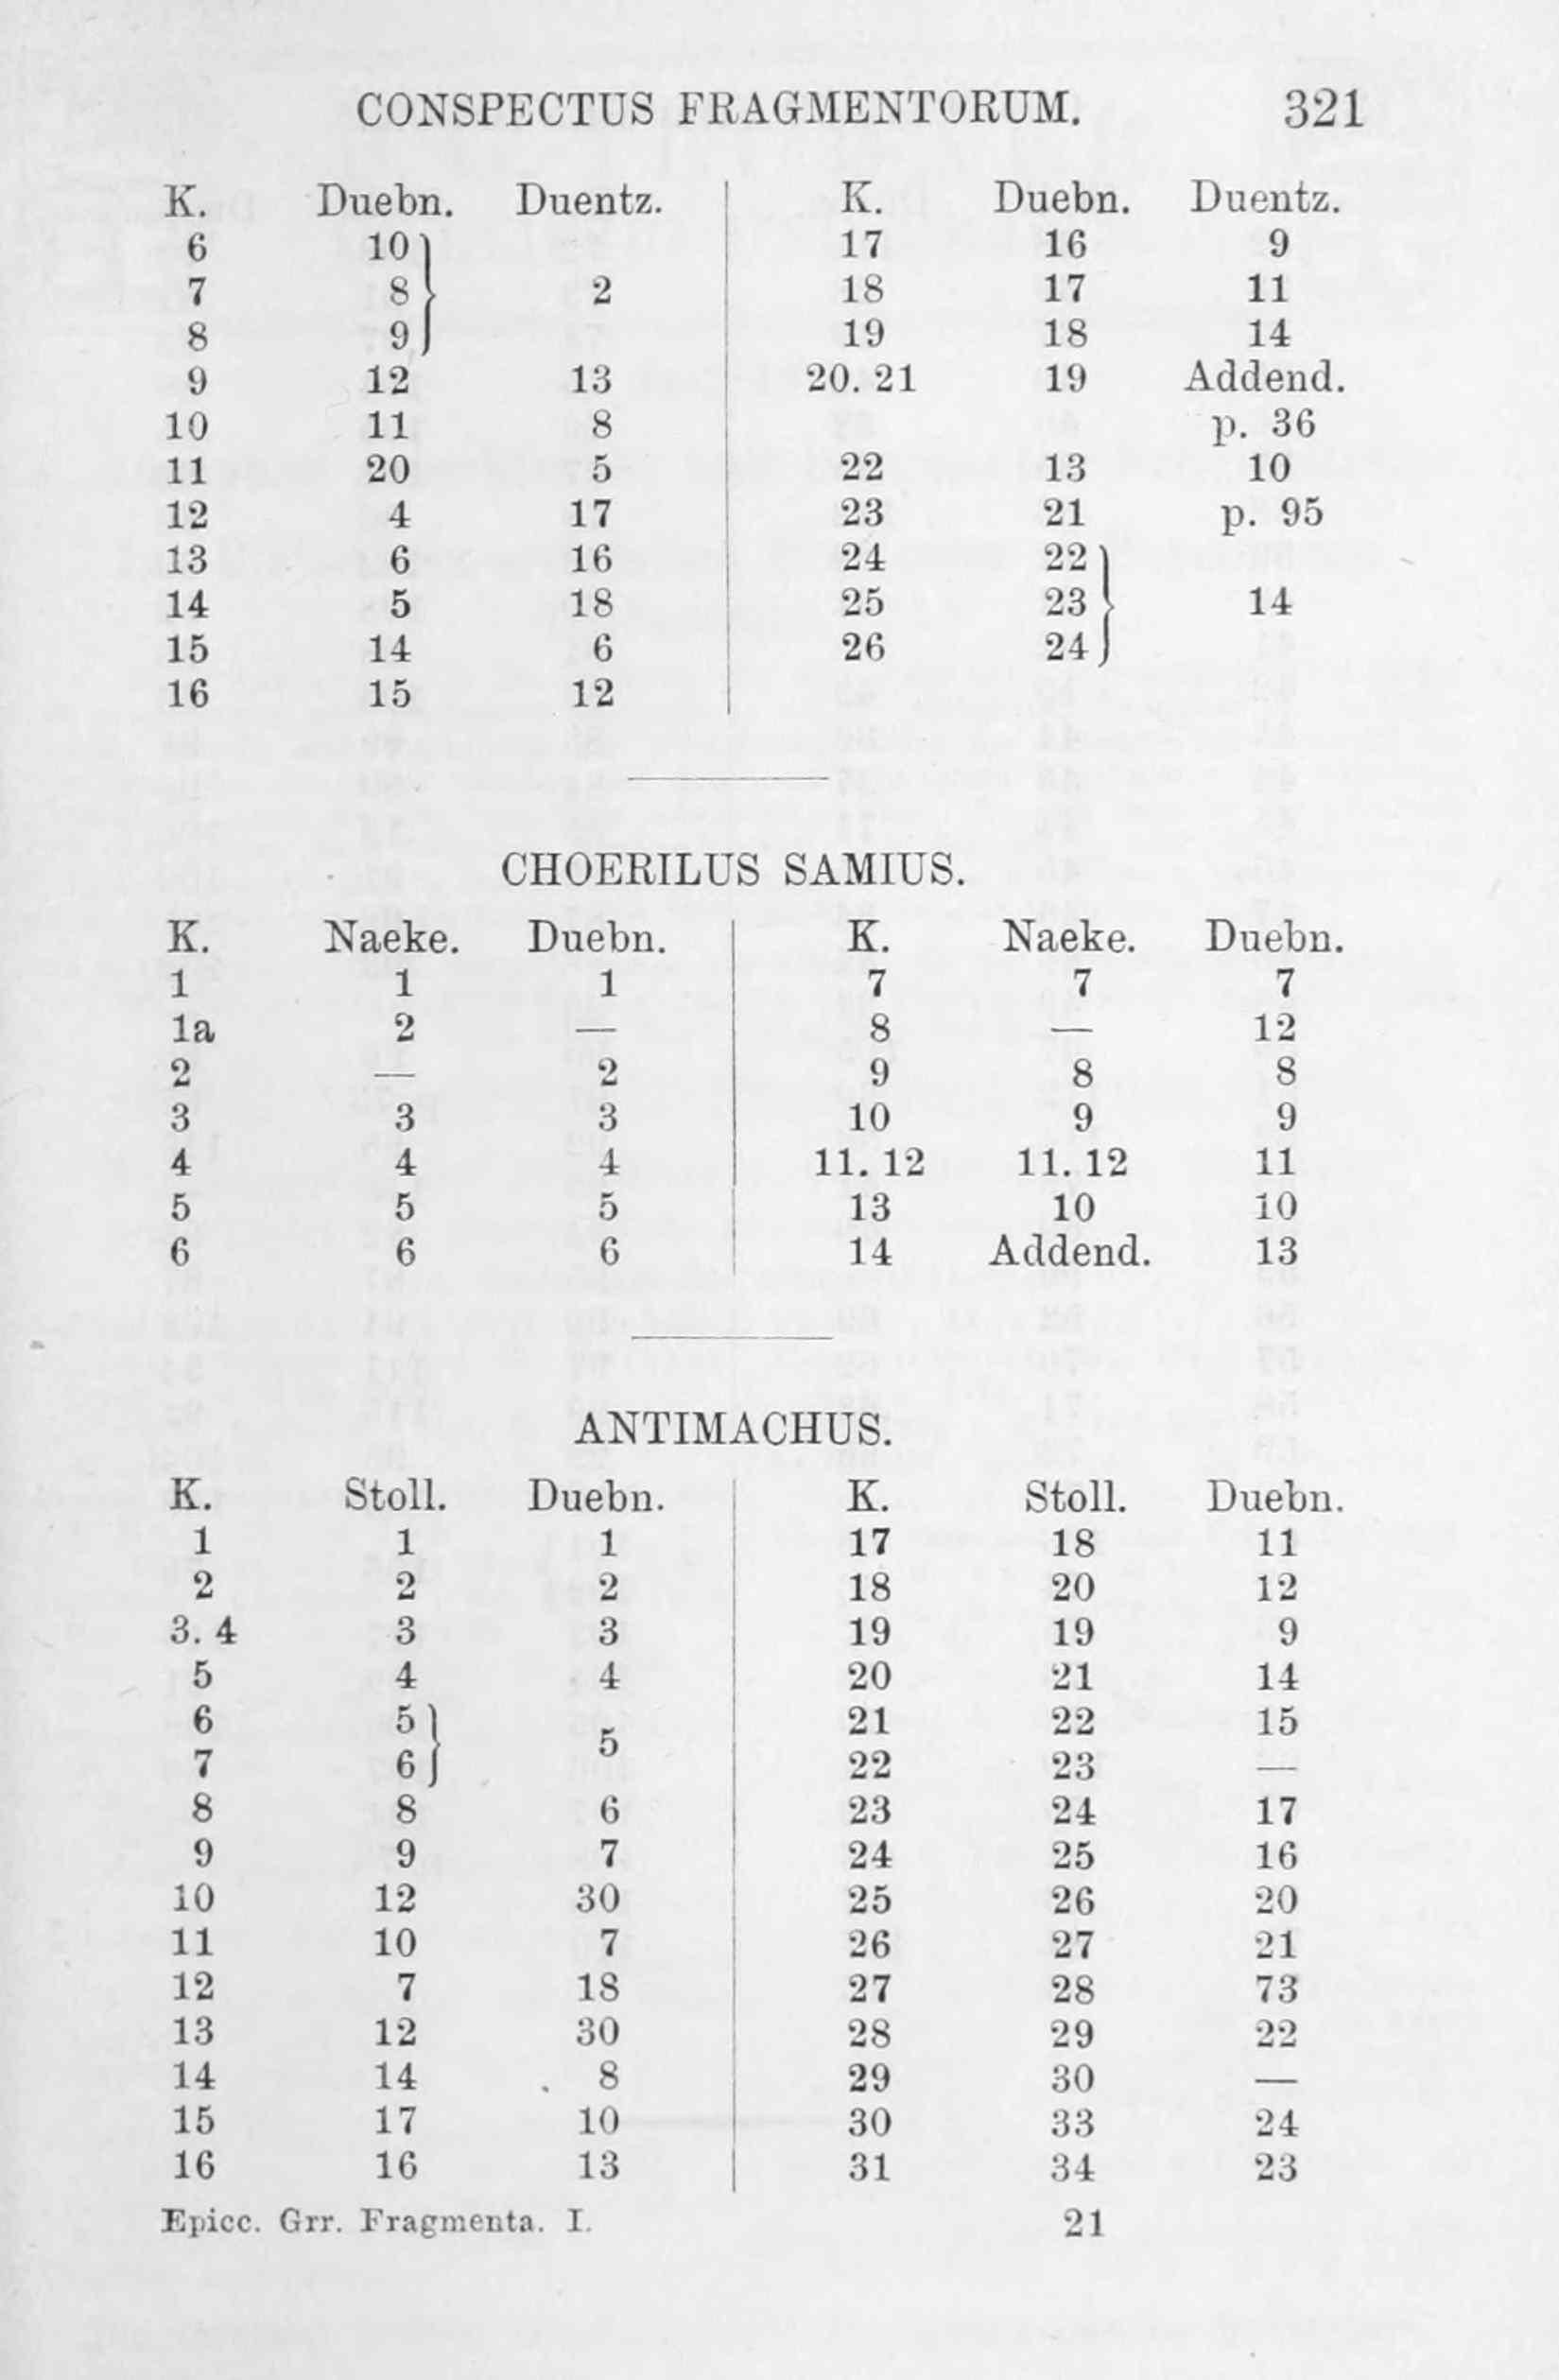 CONSPECTUS FRAGMENTORUM. 321
K. Duebn. Duentz. K. Duebn. Duentz.
6 10 17 16 9
7 8 2 18 17 11
8 9 19 18 14
9 12 13 20. 21 19 Addend.
10 11 8 p. 36
11 20 5 22 13 10
12 4 17 23 21 p. 95
13 6 16 24 22
14 5 18 25 23 14
15 14 6 26 24
16 15 12
CHOERILUS SAMIUS.
K. Naeke. Duebn. K. Naeke. Duebn.
1 1 1 7 7 7
1a 2 — 8 — 12
2 — 2 9 8 8
3 3 3 10 9 9
4 4 4 11. 12 11. 12 11
5 5 5 13 10 10
6 6 6 14 Addend. 13
ANTIMACHUS.
K. Stoll. Duebn. K. Stoll. Duebn.
1 1 1 17 18 11
2 2 2 18 20 12
3. 4 3 3 19 19 9
5 4 4 20 21 14
6 5 5 21 22 15
7 6 22 23 —
8 8 6 23 24 17
9 9 7 24 25 16
10 12 30 25 26 20
11 10 7 26 27 21
12 7 18 27 28 73
13 12 30 28 29 22
14 14 8 29 30 —
15 17 10 30 33 24
16 16 13 31 34 23
Epicc. Grr. Fragmenta. I. 21